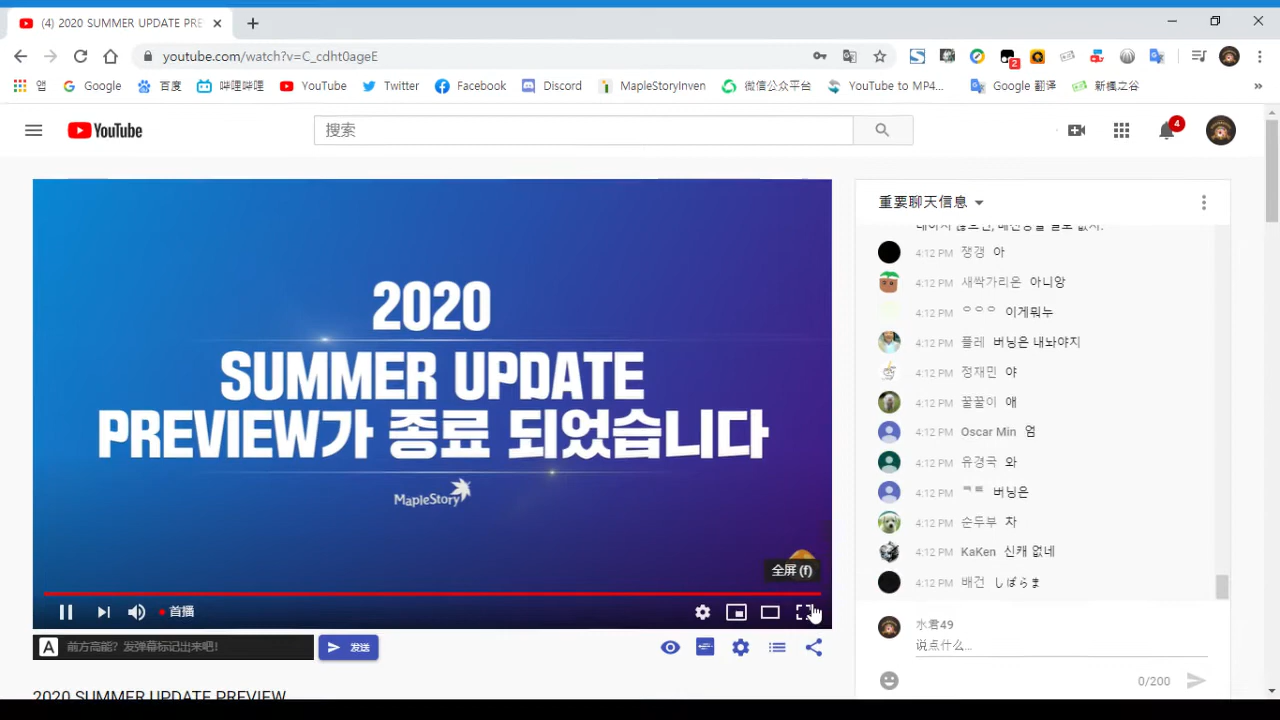 (4) 2020 SUMMER UPDATE PRE
youtube.com/watch?v=C_cdht0ageE
2
앱
Google
百度
哔哩哔哩
YouTube
Twitter
Facebook
Discord
MapleStoryInven
微信公众平台
YouTube to MP4...
Google 翻译
新楓之谷
»
YouTube
搜索
4
2020
SUMMER UPDATE
PREVIEW가 종료 되었습니다
MapleStory
全屏 (f)
首播
A 前方高能？发弹幕标记出来吧!
发送
2020 SUMMER UPDATE PREVIEW
重要聊天信息
4:12 PM 쟁갱 아
4:12 PM 새싹가리온 아니앙
4:12 PM ᄋᄋᄋ 이게뭐누
4:12 PM 플레 버닝은 내놔야지
4:12 PM 정재민 야
4:12 PM 꿀꿀이 얘
4:12 PM Oscar Min 염
4:12 PM 유경국 와
4:12 PM ᄏᄐ 버닝은
4:12 PM 순두부 차
4:12 PM KaKen 신캐 없네
4:12 PM 배건 しぼらま
水君49
说点什么...
0/200